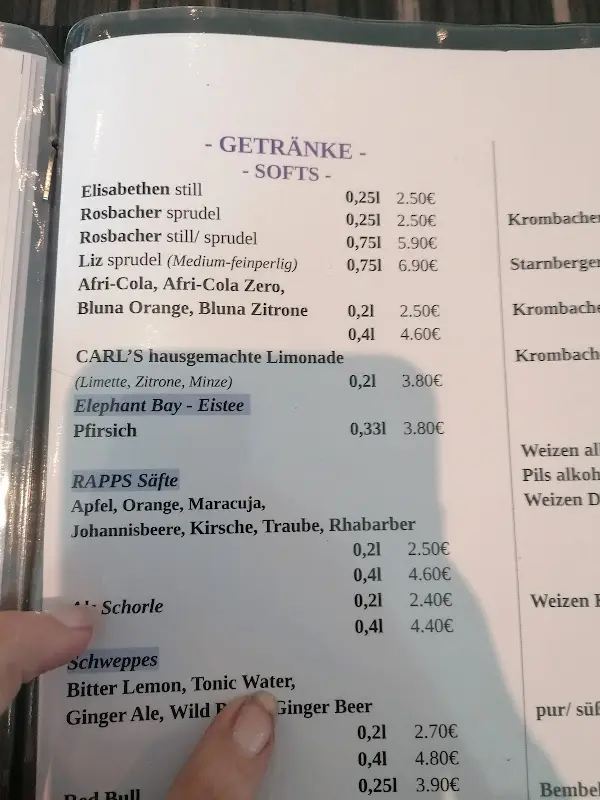 - GETRÄNKE -
- SOFTS -
Elisabethen still 0,25l 2.50€
Rosbacher sprudel 0,25l 2.50€
Rosbacher still/ sprudel 0,75l 5.90€
Liz sprudel (Medium-feinperlig) 0,75l 6.90€
Afri-Cola, Afri-Cola Zero,
Bluna Orange, Bluna Zitrone 0,2l 2.50€
0,4l 4.60€
CARL'S hausgemachte Limonade
(Limette, Zitrone, Minze) 0,2l 3.80€
Elephant Bay - Eistee
Pfirsich 0,33l 3.80€
RAPPS Säfte
Apfel, Orange, Maracuja,
Johannisbeere, Kirsche, Traube, Rhabarber
0,2l 2.50€
0,4l 4.60€
Schorle 0,2l 2.40€
0,4l 4.40€
Schweppes
Bitter Lemon, Tonic Water,
Ginger Ale, Wild Ginger Beer
0,2l 2.70€
0,4l 4.80€
Red Bull 0,25l 3.90€
Krombacher
Starnberger
Krombache
Krombach
Weizen al
Pils alkoh
Weizen D
Weizen
pur/ süß
Bembel